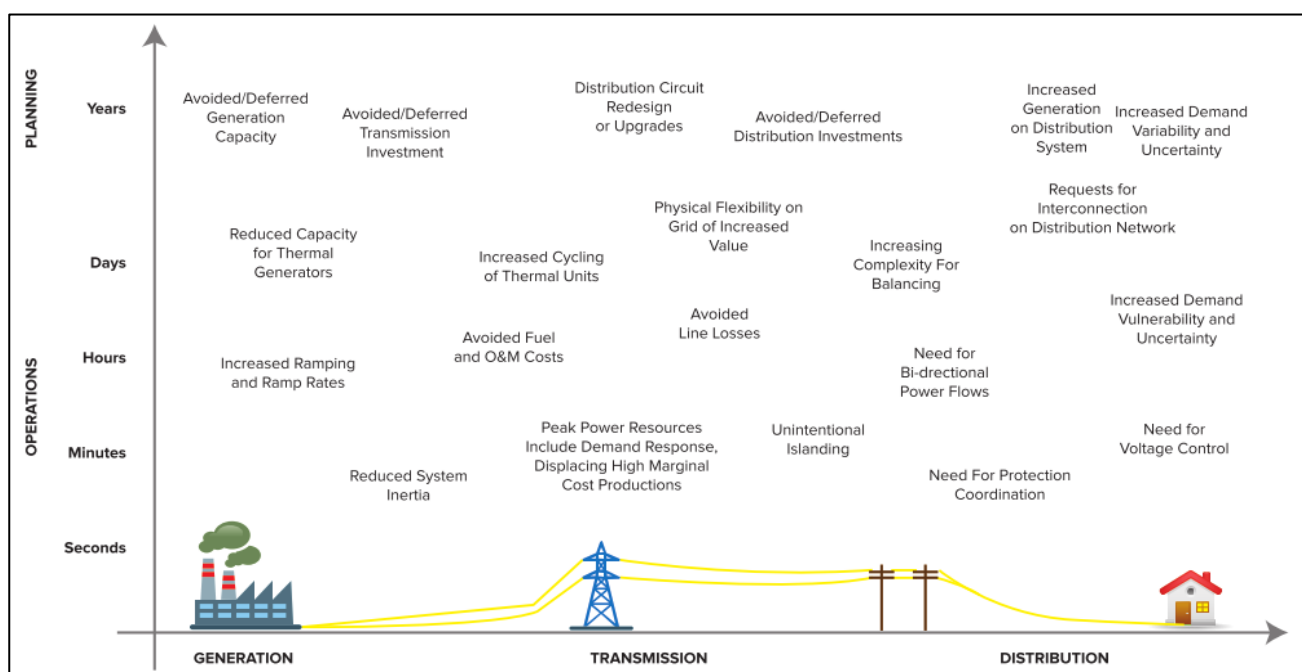 PLANNING
Years
Avoided/Deferred
Generation
Capacity
Avoided/Deferred
Transmission
Investment
Distribution Circuit
Redesign
or Upgrades
Avoided/Deferred
Distribution Investments
Increased
Generation
on Distribution
System
Increased Demand
Variability and
Uncertainty
Requests for
Interconnection
on Distribution Network
OPERATIONS
Days
Reduced Capacity
for Thermal
Generators
Increased Cycling
of Thermal Units
Physical Flexibility on
Grid of Increased
Value
Increasing
Complexity For
Balancing
Increased Demand
Vulnerability and
Uncertainty
Hours
Increased Ramping
and Ramp Rates
Avoided Fuel
and O&M Costs
Avoided
Line Losses
Need for
Bi-drectional
Power Flows
Minutes
Reduced System
Inertia
Peak Power Resources
Include Demand Response,
Displacing High Marginal
Cost Productions
Unintentional
Islanding
Need For Protection
Coordination
Need for
Voltage Control
Seconds
GENERATION
TRANSMISSION
DISTRIBUTION